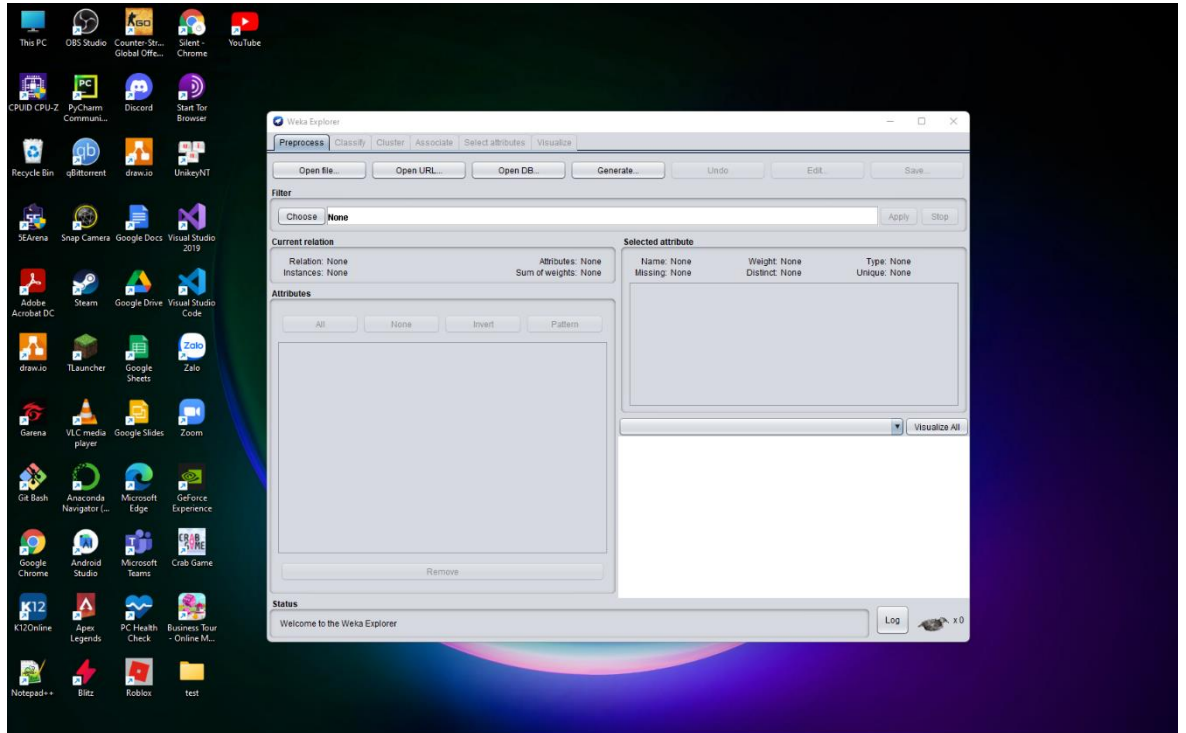 This PC
OBS Studio
Counter-Str...
Global Offe...
Silent -
Chrome
YouTube
CPUID CPU-Z
PyCharm
Communi...
Discord
Start Tor
Browser
Recycle Bin
qBittorrent
draw.io
UnikeyNT
5EArena
Snap Camera
Google Docs
Visual Studio
2019
Adobe
Acrobat DC
Steam
Google Drive
Visual Studio
Code
draw.io
TLauncher
Google
Sheets
Zalo
Garena
VLC media
player
Google Slides
Zoom
Git Bash
Anaconda
Navigator (...
Microsoft
Edge
GeForce
Experience
Google
Chrome
Android
Studio
Microsoft
Teams
Crab Game
K12Online
Apex
Legends
PC Health
Check
Business Tour
- Online M...
Notepad++
Blitz
Roblox
test
Weka Explorer
Preprocess Classify Cluster Associate Select attributes Visualize
Open file... Open URL... Open DB... Generate... Undo Edit... Save...
Filter
Choose None Apply Stop
Current relation
Relation: None Attributes: None
Instances: None Sum of weights: None
Attributes
All None Invert Pattern
Remove
Selected attribute
Name: None Weight: None Type: None
Missing: None Distinct: None Unique: None
Visualize All
Status
Welcome to the Weka Explorer
Log x 0